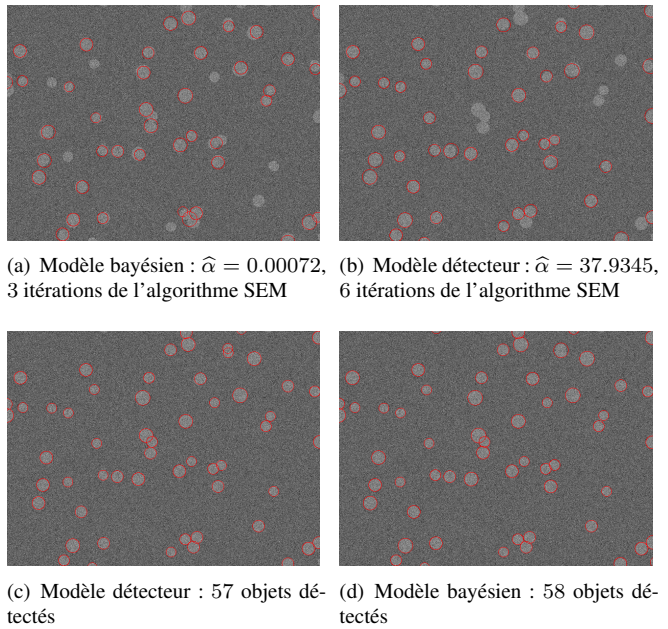 (a) Modèle bayésien : α̂ = 0.00072,
3 itérations de l'algorithme SEM
(b) Modèle détecteur : α̂ = 37.9345,
6 itérations de l'algorithme SEM
(c) Modèle détecteur : 57 objets dé-
tectés
(d) Modèle bayésien : 58 objets dé-
tectés